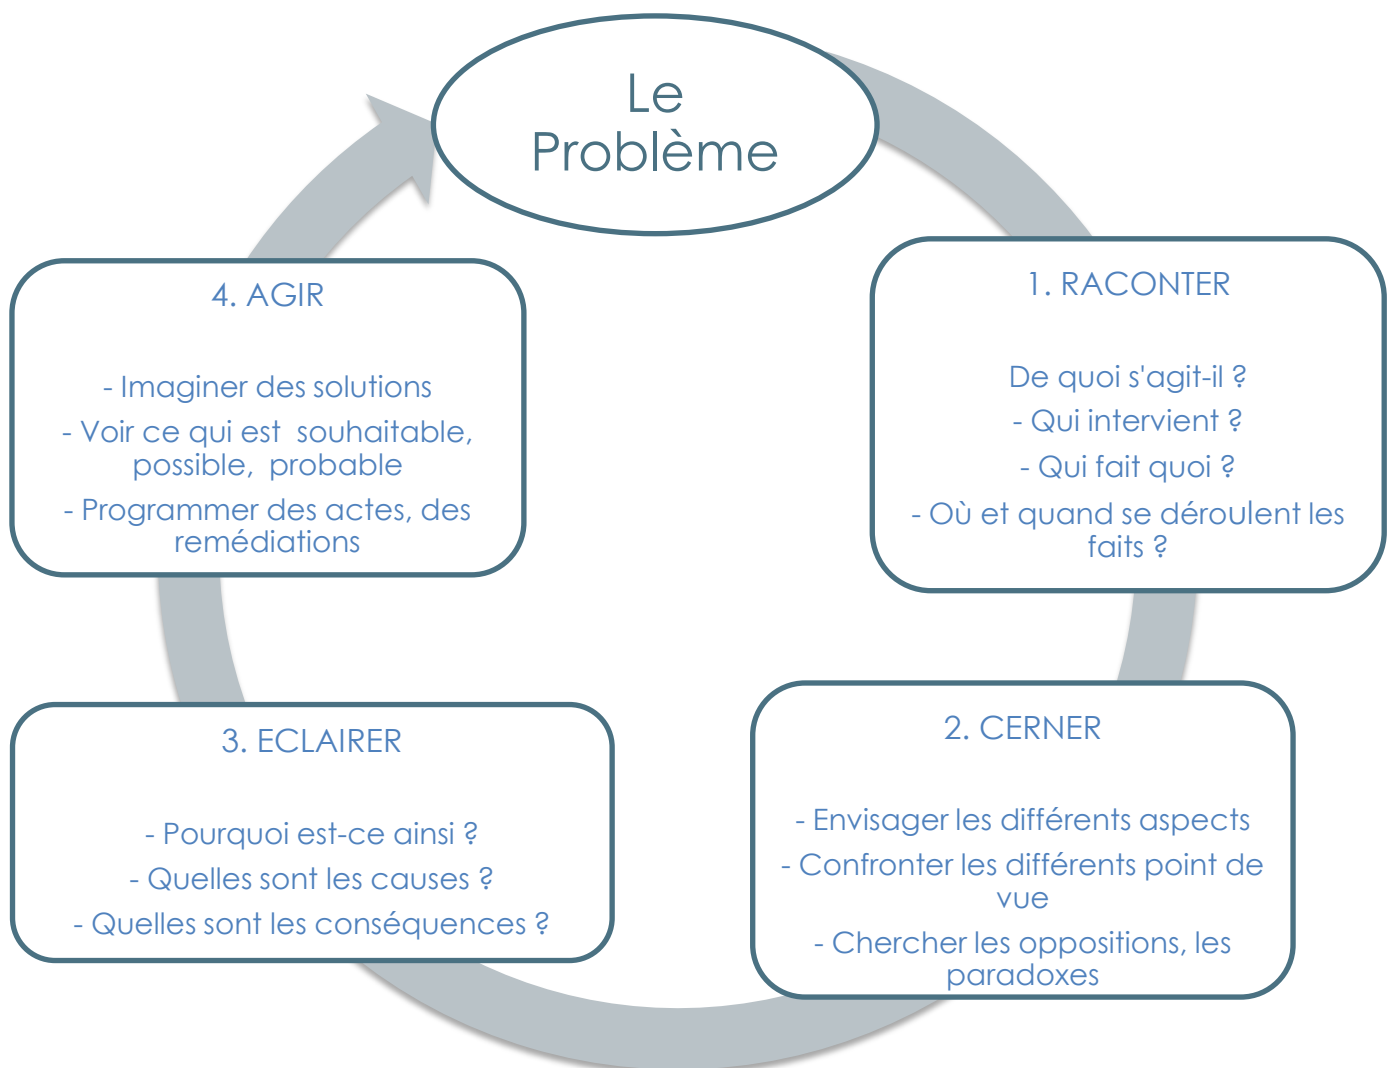 Le
Problème
1. RACONTER
De quoi s'agit-il ?
- Qui intervient ?
- Qui fait quoi ?
- Où et quand se déroulent les
faits ?
2. CERNER
- Envisager les différents aspects
- Confronter les différents point de
vue
- Chercher les oppositions, les
paradoxes
3. ECLAIRER
- Pourquoi est-ce ainsi ?
- Quelles sont les causes ?
- Quelles sont les conséquences ?
4. AGIR
- Imaginer des solutions
- Voir ce qui est souhaitable,
possible, probable
- Programmer des actes, des
remédiations